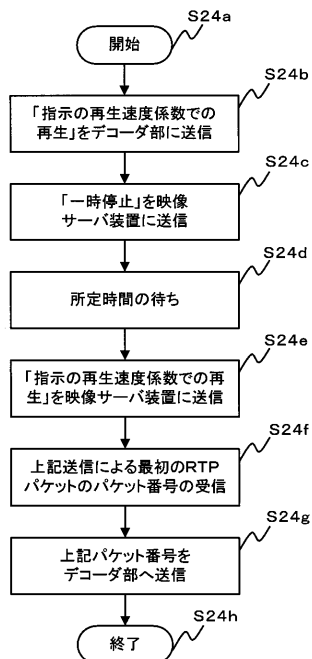 S24a
開始
S24b
「指示の再生速度係数での
再生」をデコーダ部に送信
S24c
「一時停止」を映像
サーバ装置に送信
S24d
所定時間の待ち
S24e
「指示の再生速度係数での再
生」を映像サーバ装置に送信
S24f
上記送信による最初のRTP
パケットのパケット番号の受信
S24g
上記パケット番号を
デコーダ部へ送信
S24h
終了